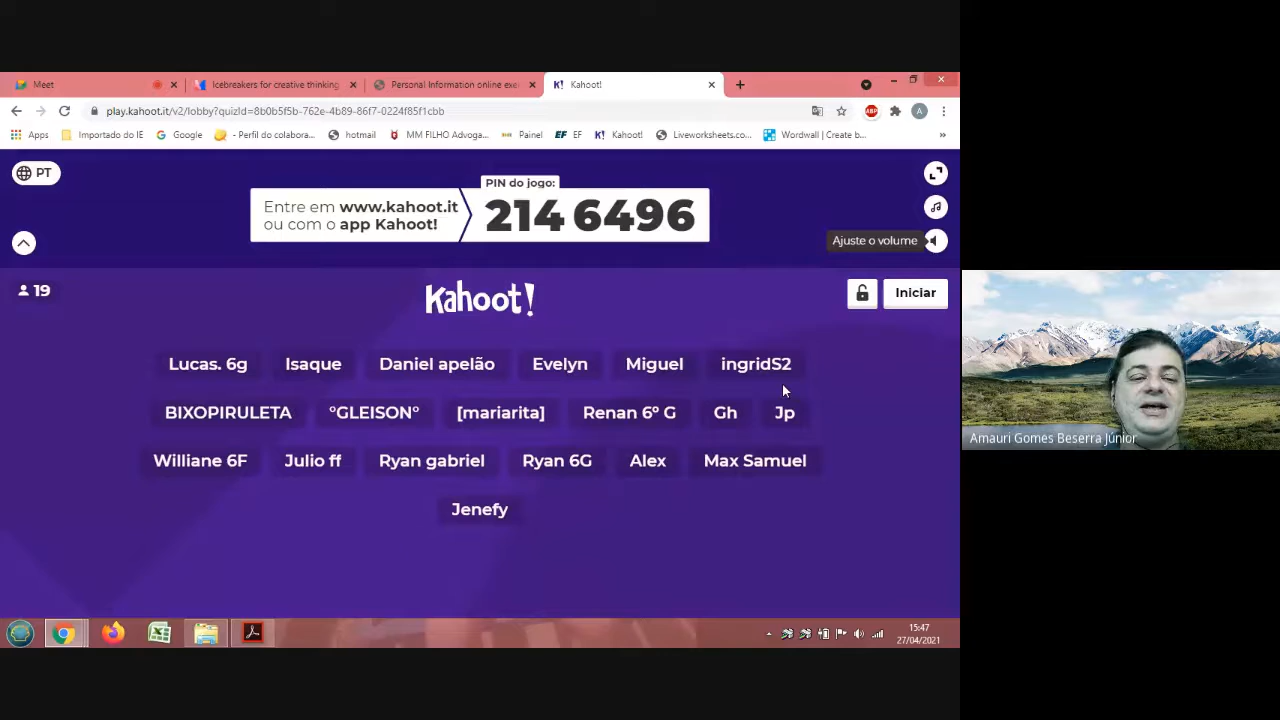 Meet Icebreakers for creative thinking Personal Information online exe Kahoot!
play.kahoot.it/v2/lobby?quizId=8b0b5f5b-762e-4b89-86f7-0224f85f1cbb
Apps Importado do IE Google - Perfil do colabora... hotmail MM FILHO Advoga... Painel EF EF Kahoot! Liveworksheets.co... Wordwall | Create b... »
PT
PIN do jogo:
Entre em www.kahoot.it
ou com o app Kahoot!
214 6496
Ajuste o volume
19
Kahoot!
Iniciar
Lucas. 6g Isaque Daniel apelão Evelyn Miguel ingridS2
BIXOPIRULETA °GLEISON° [mariarita] Renan 6º G Gh Jp
Williane 6F Julio ff Ryan gabriel Ryan 6G Alex Max Samuel
Jenefy
Amauri Gomes Beserra Júnior
15:47
27/04/2021